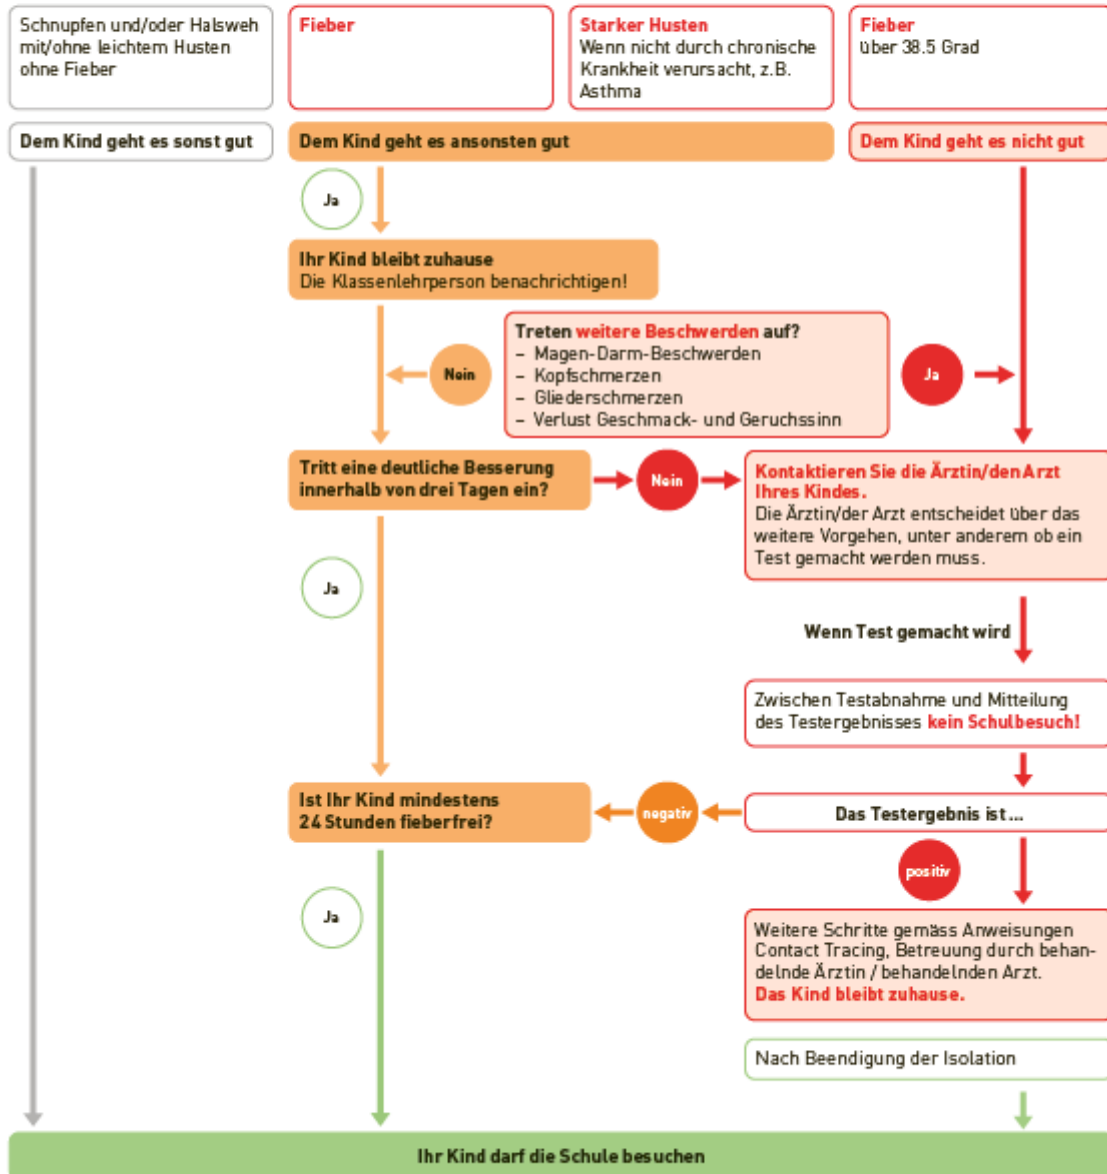 Schnupfen und/oder Halsweh
mit/ohne leichtem Husten
ohne Fieber
Fieber
Starker Husten
Wenn nicht durch chronische
Krankheit verursacht, z.B.
Asthma
Fieber
über 38.5 Grad
Dem Kind geht es sonst gut
Dem Kind geht es ansonsten gut
Dem Kind geht es nicht gut
Ja
Ihr Kind bleibt zuhause
Die Klassenlehrperson benachrichtigen!
Treten weitere Beschwerden auf?
– Magen-Darm-Beschwerden
– Kopfschmerzen
– Gliederschmerzen
– Verlust Geschmack- und Geruchssinn
Nein
Ja
Tritt eine deutliche Besserung
innerhalb von drei Tagen ein?
Nein
Kontaktieren Sie die Ärztin/den Arzt
Ihres Kindes.
Die Ärztin/der Arzt entscheidet über das
weitere Vorgehen, unter anderem ob ein
Test gemacht werden muss.
Ja
Wenn Test gemacht wird
Zwischen Testabnahme und Mitteilung
des Testergebnisses kein Schulbesuch!
Ist Ihr Kind mindestens
24 Stunden fieberfrei?
negativ
Das Testergebnis ist ...
positiv
Ja
Weitere Schritte gemäss Anweisungen
Contact Tracing, Betreuung durch behan-
delnde Ärztin / behandelnden Arzt.
Das Kind bleibt zuhause.
Nach Beendigung der Isolation
Ihr Kind darf die Schule besuchen